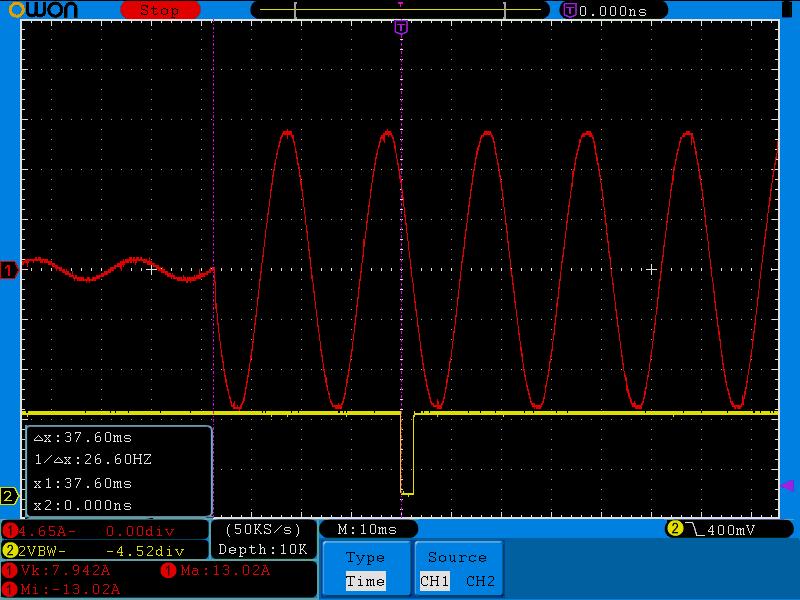 owon Stop T 0.000ns
T
1
△x:37.60ms
1/△x:26.60HZ
x1:37.60ms
x2:0.000ns
2
1 4.65A~ 0.00div (50KS/s) M:10ms 2 400mV
2 2VBW- -4.52div Depth:10K
1 Vk:7.942A 1 Ma:13.02A
1 Mi:-13.02A
Type Source
Time CH1 CH2